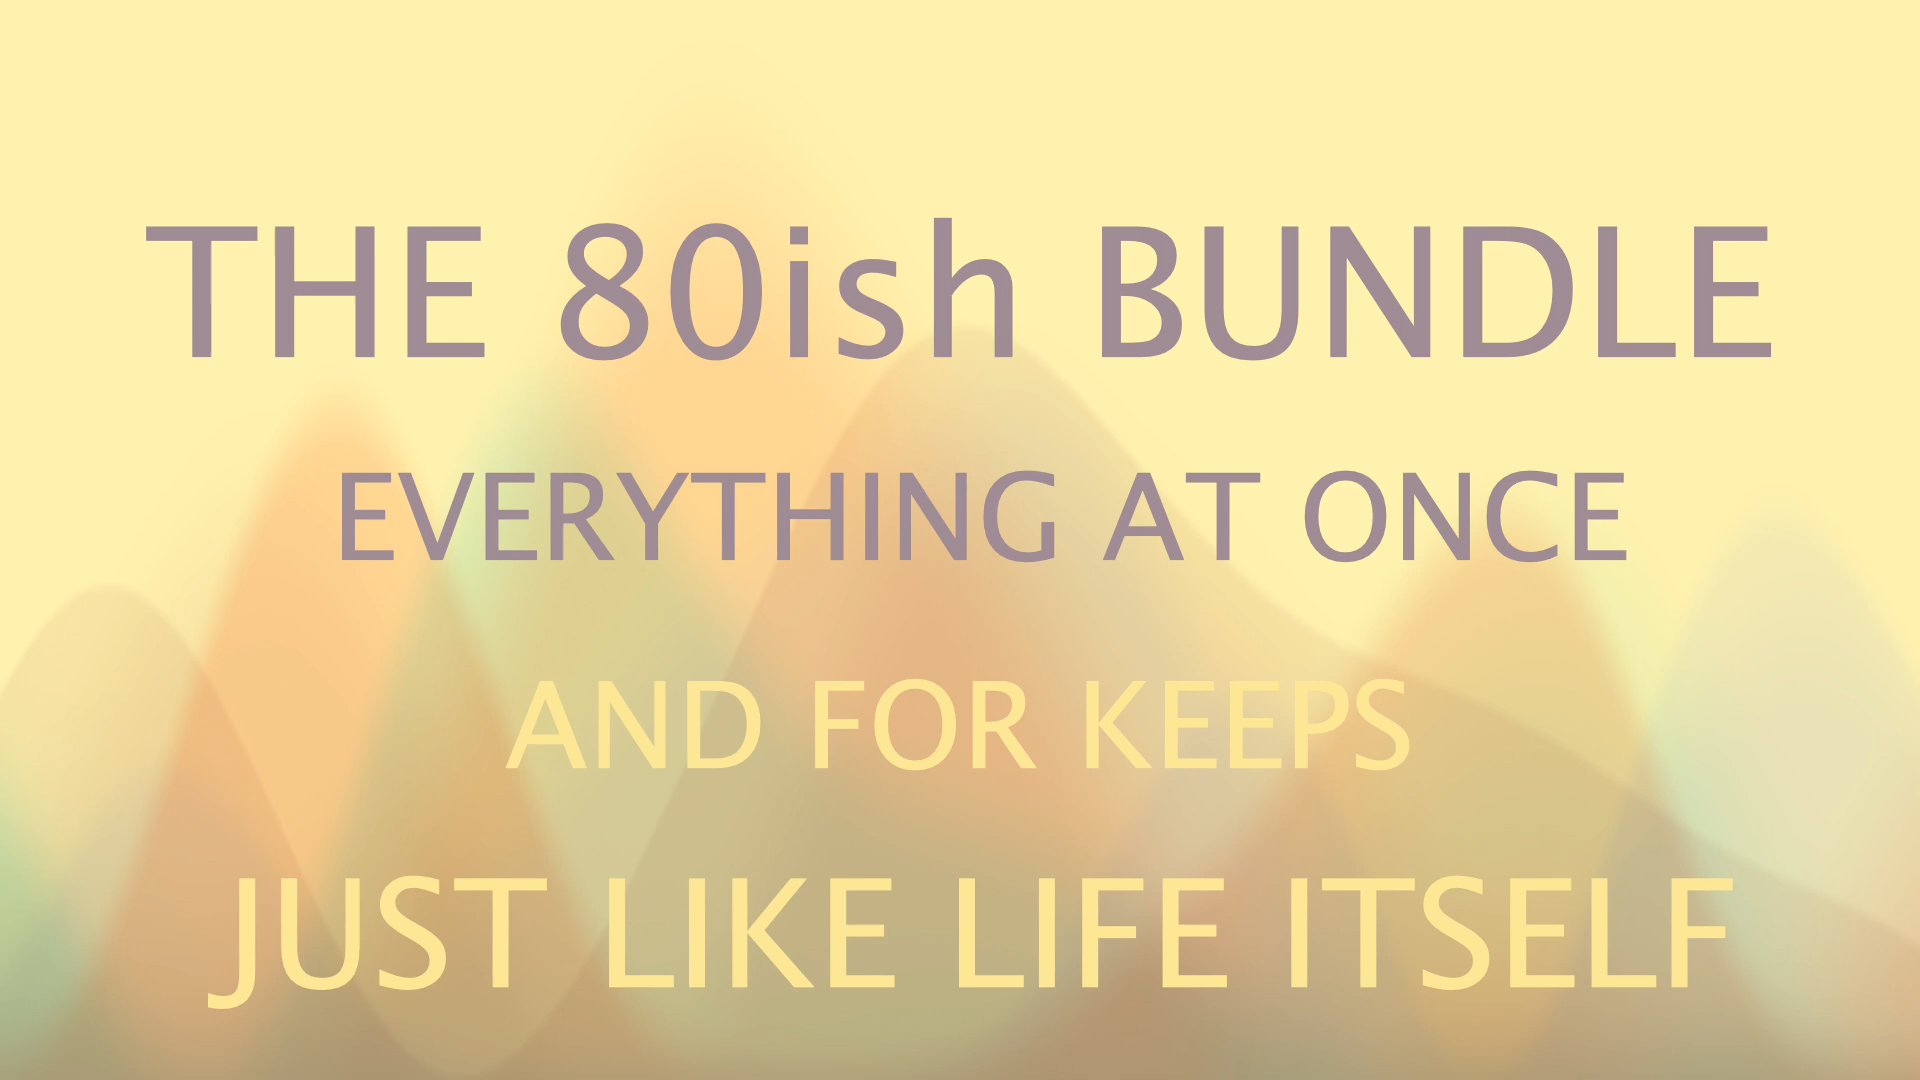 THE 80ish BUNDLE
EVERYTHING AT ONCE
AND FOR KEEPS
JUST LIKE LIFE ITSELF